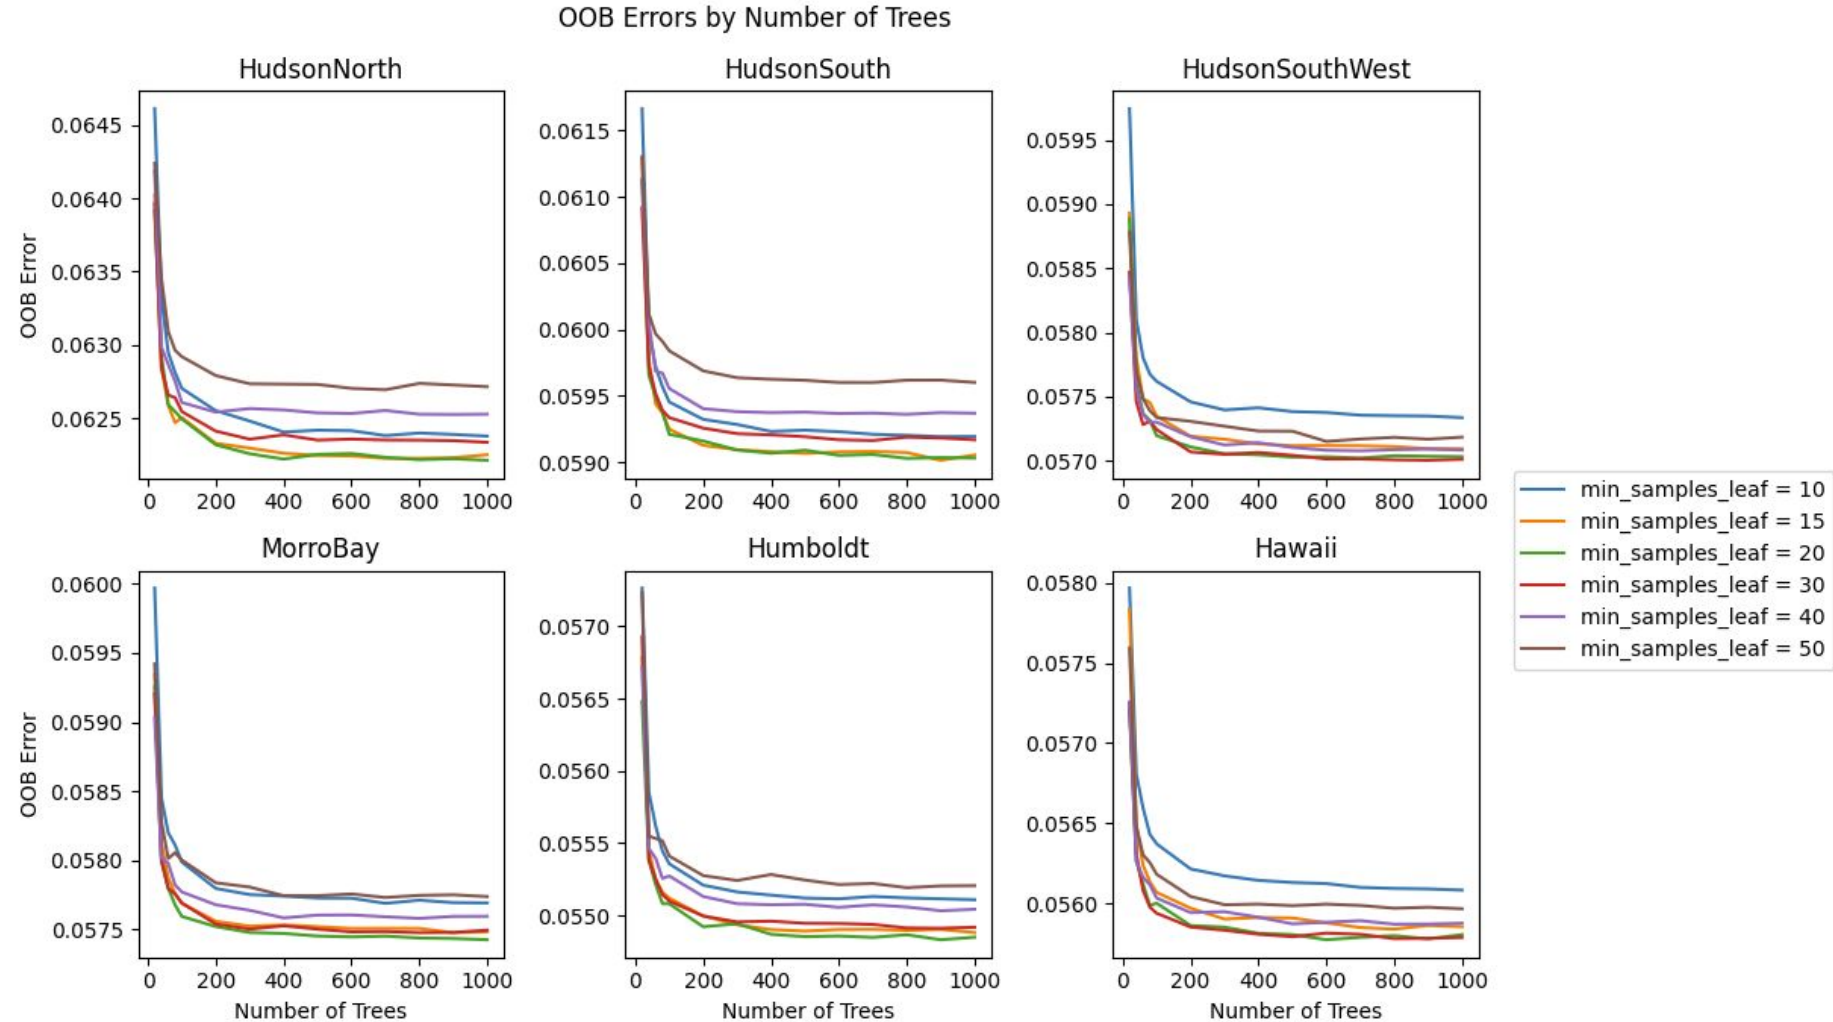 OOB Errors by Number of Trees
HudsonNorth
0.0645
0.0640
0.0635
0.0630
0.0625
OOB Error
0 200 400 600 800 1000
HudsonSouth
0.0615
0.0610
0.0605
0.0600
0.0595
0.0590
0 200 400 600 800 1000
HudsonSouthWest
0.0595
0.0590
0.0585
0.0580
0.0575
0.0570
0 200 400 600 800 1000
MorroBay
0.0600
0.0595
0.0590
0.0585
0.0580
0.0575
OOB Error
0 200 400 600 800 1000
Number of Trees
Humboldt
0.0570
0.0565
0.0560
0.0555
0.0550
0 200 400 600 800 1000
Number of Trees
Hawaii
0.0580
0.0575
0.0570
0.0565
0.0560
0 200 400 600 800 1000
Number of Trees
min_samples_leaf = 10
min_samples_leaf = 15
min_samples_leaf = 20
min_samples_leaf = 30
min_samples_leaf = 40
min_samples_leaf = 50